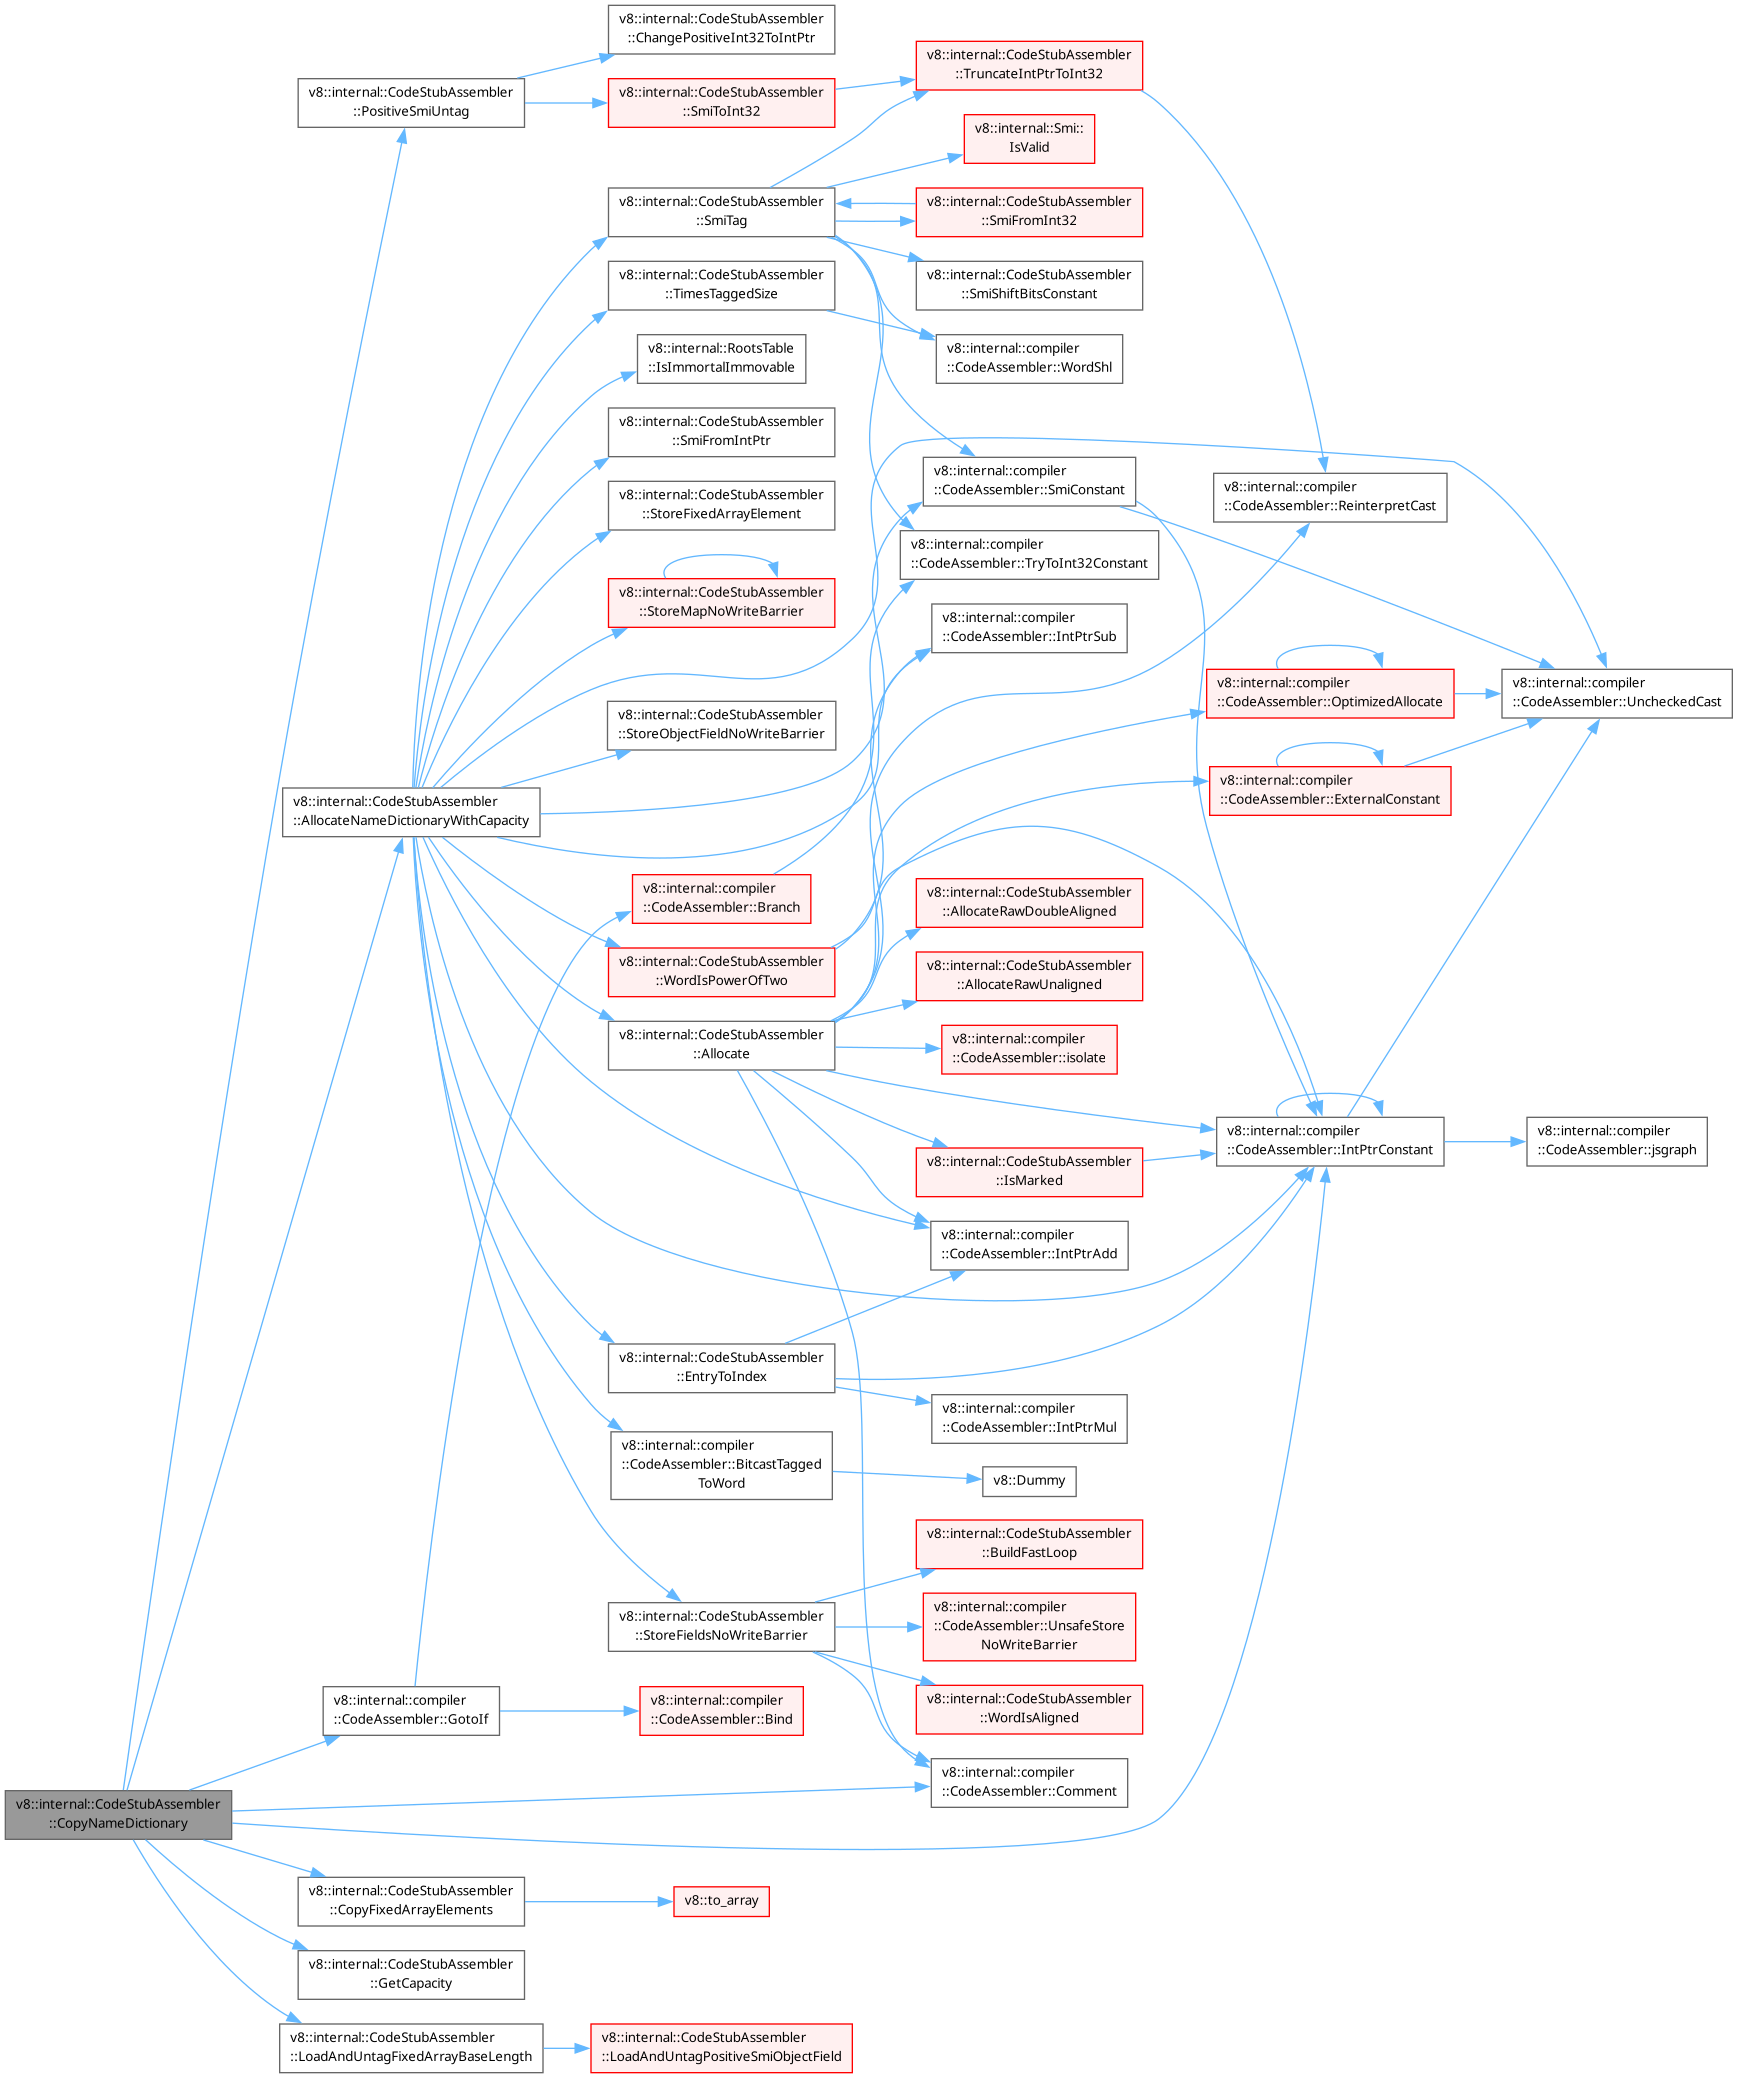 v8::internal::CodeStubAssembler
::ChangePositiveInt32ToIntPtr
v8::internal::CodeStubAssembler
::TruncateIntPtrToInt32
v8::internal::CodeStubAssembler
::PositiveSmiUntag
v8::internal::CodeStubAssembler
::SmiToInt32
v8::internal::Smi::
IsValid
v8::internal::CodeStubAssembler
::SmiTag
v8::internal::CodeStubAssembler
::SmiFromInt32
v8::internal::CodeStubAssembler
::TimesTaggedSize
v8::internal::CodeStubAssembler
::SmiShiftBitsConstant
v8::internal::RootsTable
::IsImmortalImmovable
v8::internal::compiler
::CodeAssembler::WordShl
v8::internal::CodeStubAssembler
::SmiFromIntPtr
v8::internal::compiler
::CodeAssembler::SmiConstant
v8::internal::compiler
::CodeAssembler::ReinterpretCast
v8::internal::CodeStubAssembler
::StoreFixedArrayElement
v8::internal::compiler
::CodeAssembler::TryToInt32Constant
v8::internal::CodeStubAssembler
::StoreMapNoWriteBarrier
v8::internal::compiler
::CodeAssembler::IntPtrSub
v8::internal::compiler
::CodeAssembler::OptimizedAllocate
v8::internal::compiler
::CodeAssembler::UncheckedCast
v8::internal::CodeStubAssembler
::StoreObjectFieldNoWriteBarrier
v8::internal::compiler
::CodeAssembler::ExternalConstant
v8::internal::CodeStubAssembler
::AllocateNameDictionaryWithCapacity
v8::internal::compiler
::CodeAssembler::Branch
v8::internal::CodeStubAssembler
::AllocateRawDoubleAligned
v8::internal::CodeStubAssembler
::WordIsPowerOfTwo
v8::internal::CodeStubAssembler
::AllocateRawUnaligned
v8::internal::CodeStubAssembler
::Allocate
v8::internal::compiler
::CodeAssembler::isolate
v8::internal::compiler
::CodeAssembler::IntPtrConstant
v8::internal::compiler
::CodeAssembler::jsgraph
v8::internal::CodeStubAssembler
::IsMarked
v8::internal::compiler
::CodeAssembler::IntPtrAdd
v8::internal::CodeStubAssembler
::EntryToIndex
v8::internal::compiler
::CodeAssembler::IntPtrMul
v8::internal::compiler
::CodeAssembler::BitcastTagged
ToWord
v8::Dummy
v8::internal::CodeStubAssembler
::BuildFastLoop
v8::internal::CodeStubAssembler
::StoreFieldsNoWriteBarrier
v8::internal::compiler
::CodeAssembler::UnsafeStore
NoWriteBarrier
v8::internal::compiler
::CodeAssembler::GotoIf
v8::internal::compiler
::CodeAssembler::Bind
v8::internal::CodeStubAssembler
::WordIsAligned
v8::internal::compiler
::CodeAssembler::Comment
v8::internal::CodeStubAssembler
::CopyNameDictionary
v8::internal::CodeStubAssembler
::CopyFixedArrayElements
v8::to_array
v8::internal::CodeStubAssembler
::GetCapacity
v8::internal::CodeStubAssembler
::LoadAndUntagFixedArrayBaseLength
v8::internal::CodeStubAssembler
::LoadAndUntagPositiveSmiObjectField